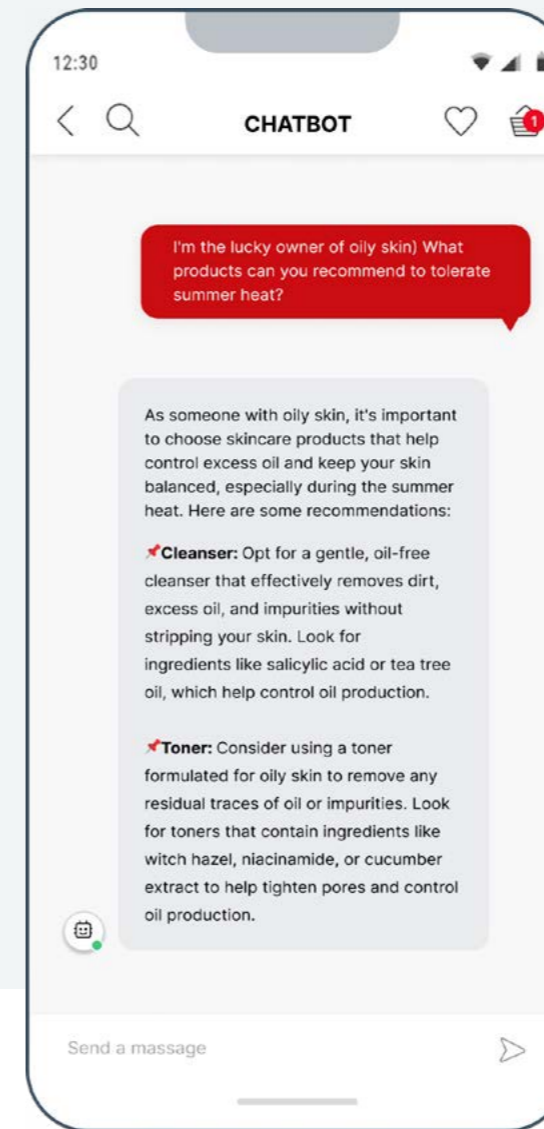 12:30
CHATBOT
1
I'm the lucky owner of oily skin) What
products can you recommend to tolerate
summer heat?
As someone with oily skin, it's important
to choose skincare products that help
control excess oil and keep your skin
balanced, especially during the summer
heat. Here are some recommendations:
📌Cleanser: Opt for a gentle, oil-free
cleanser that effectively removes dirt,
excess oil, and impurities without
stripping your skin. Look for
ingredients like salicylic acid or tea tree
oil, which help control oil production.
📌Toner: Consider using a toner
formulated for oily skin to remove any
residual traces of oil or impurities. Look
for toners that contain ingredients like
witch hazel, niacinamide, or cucumber
extract to help tighten pores and control
oil production.
Send a massage